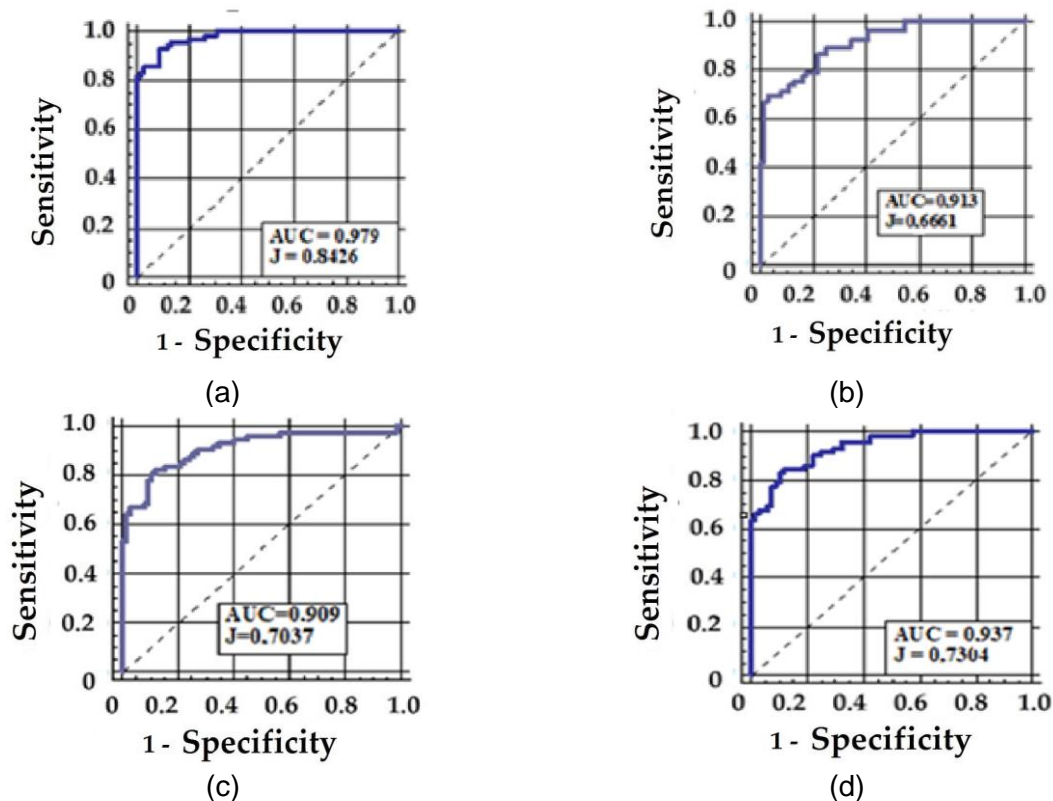 1.0
0.8
0.6
0.4
0.2
0
Sensitivity
AUC = 0.979
J = 0.8426
0 0.2 0.4 0.6 0.8 1.0
1 - Specificity
(a)
1.0
0.8
0.6
0.4
0.2
0
Sensitivity
AUC=0.913
J=0.6661
0 0.2 0.4 0.6 0.8 1.0
1 - Specificity
(b)
1.0
0.8
0.6
0.4
0.2
0
Sensitivity
AUC=0.909
J=0.7037
0 0.2 0.4 0.6 0.8 1.0
1 - Specificity
(c)
1.0
0.8
0.6
0.4
0.2
0
Sensitivity
AUC = 0.937
J = 0.7304
0 0.2 0.4 0.6 0.8 1.0
1 - Specificity
(d)